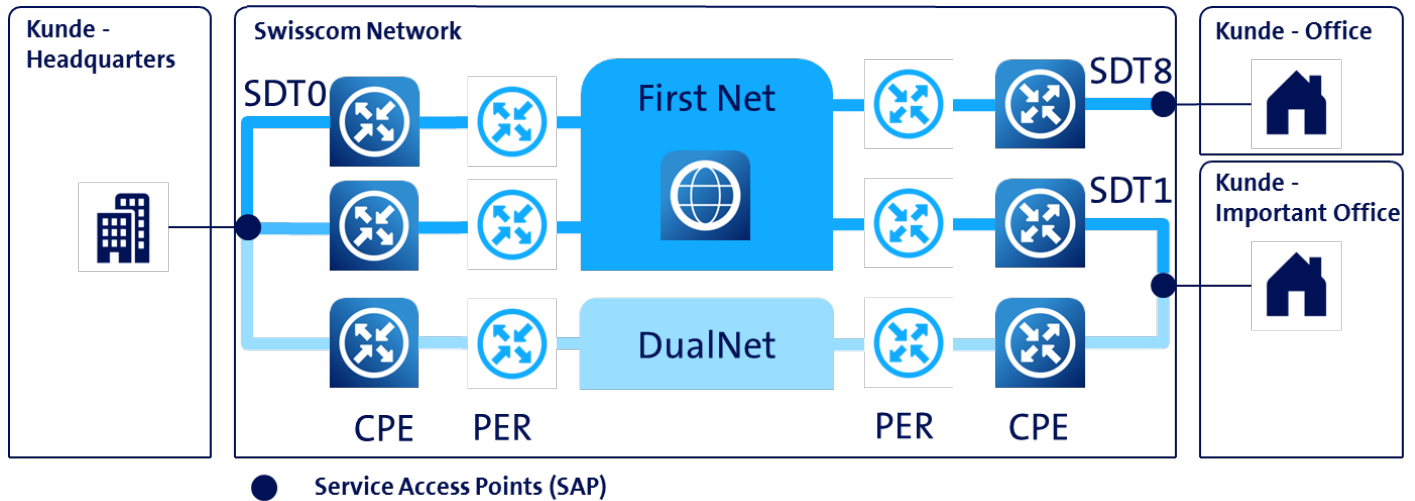 Kunde -
Headquarters
Swisscom Network
Kunde - Office
SDT0
First Net
SDT8
Kunde -
Important Office
SDT1
DualNet
CPE
PER
PER
CPE
Service Access Points (SAP)